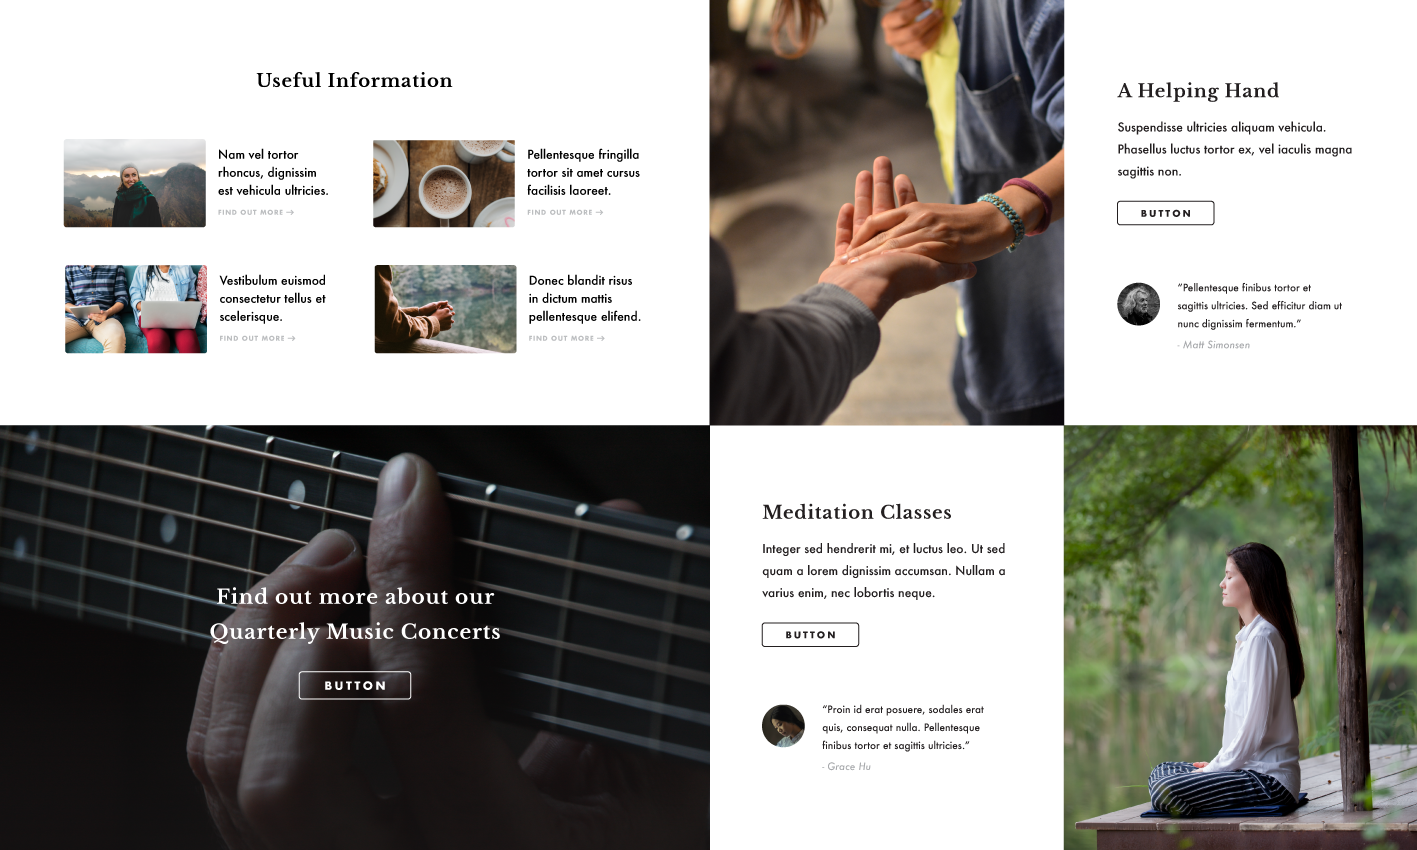 Useful Information
Nam vel tortor
rhoncus, dignissim
est vehicula ultricies.
FIND OUT MORE →
Pellentesque fringilla
tortor sit amet cursus
facilisis laoreet.
FIND OUT MORE →
Vestibulum euismod
consectetur tellus et
scelerisque.
FIND OUT MORE →
Donec blandit risus
in dictum mattis
pellentesque elifend.
FIND OUT MORE →
A Helping Hand
Suspendisse ultricies aliquam vehicula.
Phasellus luctus tortor ex, vel iaculis magna
sagittis non.
BUTTON
“Pellentesque finibus tortor et
sagittis ultricies. Sed efficitur diam ut
nunc dignissim fermentum.”
- Matt Simonsen
Find out more about our
Quarterly Music Concerts
BUTTON
Meditation Classes
Integer sed hendrerit mi, et luctus leo. Ut sed
quam a lorem dignissim accumsan. Nullam a
varius enim, nec lobortis neque.
BUTTON
“Proin id erat posuere, sodales erat
quis, consequat nulla. Pellentesque
finibus tortor et sagittis ultricies.”
- Grace Hu